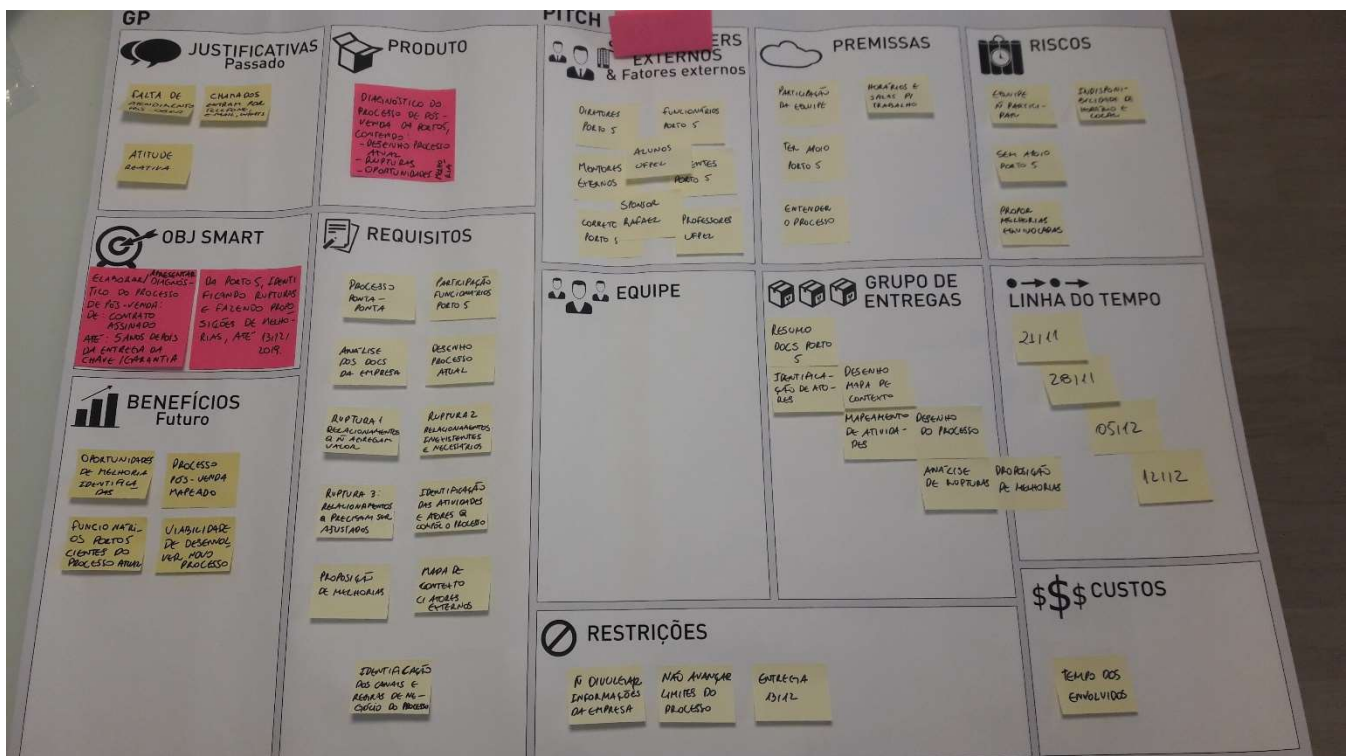 GP
PITCH
JUSTIFICATIVAS
Passado
FALTA DE
CHAMADOS
ENTRAM POR
TELEFONE,
E-MAIL, WHATS
ATITUDE
REATIVA
PRODUTO
DIAGNÓSTICO DO
PROCESSO DE PÓS-
VENDA DA PORTO5,
CONTENDO:
- DESENHO PROCESSO
ATUAL
- RUPTURAS
- OPORTUNIDADES
ERS
EXTERNOS
& Fatores externos
DIRETORES
PORTO 5
FUNCIONÁRIOS
PORTO 5
ALUNOS
UFPEL
MENTORES
EXTERNOS
ENTES
PORTO 5
SPONSOR
RAFAEL
PORTO 5
PROFESSORES
UFPEL
PREMISSAS
PARTICIPAÇÃO
DA EQUIPE
HORÁRIOS E
SALAS P/
TRABALHO
TER APOIO
PORTO 5
ENTENDER
O PROCESSO
RISCOS
EQUIPE
Ñ PARTICI-
PAR
INDISPONI-
BILIDADE DE
HORÁRIO E
LOCAL
SEM APOIO
PORTO 5
PROPOR
MELHORIAS
EQUIVOCADAS
OBJ SMART
ELABORAR/APRESENTAR
DIAGNÓS-
TICO DO PROCESSO
DE PÓS-VENDA:
DE: CONTRATO
ASSINADO
ATÉ: 5 ANOS DEPOIS
DA ENTREGA DA
CHAVE/GARANTIA
DA PORTO 5, IDENTI
FICANDO RUPTURAS
E FAZENDO PROPO
SIÇÕES DE MELHO-
RIAS, ATÉ 13/12/
2019.
REQUISITOS
PROCESSO
PONTA-
PONTA
PARTICIPAÇÃO
FUNCIONÁRIOS
PORTO 5
ANÁLISE
DOS DOCS
DA EMPRESA
DESENHO
PROCESSO
ATUAL
RUPTURA 1
RELACIONAMENTOS
Q Ñ AGREGAM
VALOR
RUPTURA 2
RELACIONAMENTOS
INEXISTENTES
E NECESSÁRIOS
RUPTURA 3:
RELACIONAMENTOS
Q PRECISAM SER
AJUSTADOS
IDENTIFICAÇÃO
DAS ATIVIDADES
E ATORES Q
O PROCESSO
PROPOSIÇÃO
DE MELHORIAS
MAPA DE
CONTEXTO
C/ ATORES
EXTERNOS
IDENTIFICAÇÃO
DOS CANAIS E
REGRAS DE NE-
GÓCIO DO PROCESSO
EQUIPE
GRUPO DE
ENTREGAS
RESUMO
DOCS PORTO
5
IDENTIFICA-
ÇÃO DE ATO-
RES
DESENHO
MAPA DE
CONTEXTO
MAPEAMENTO
DE ATIVIDA-
DES
DESENHO
DO PROCESSO
ANÁLISE
DE RUPTURAS
PROPOSIÇÃO
DE MELHORIAS
LINHA DO TEMPO
21/11
28/11
05/12
12/12
BENEFÍCIOS
Futuro
OPORTUNIDADES
DE MELHORIA
IDENTIFICA
DAS
PROCESSO
PÓS-VENDA
MAPEADO
FUNCIONÁRI-
OS PORTO5
CIENTES DO
PROCESSO ATUAL
VIABILIDADE
DE DESENVOL
VER NOVO
PROCESSO
RESTRIÇÕES
Ñ DIVULGAR
INFORMAÇÕES
DA EMPRESA
NÃO AVANÇAR
LIMITES DO
PROCESSO
ENTREGA
13/12
$$$ CUSTOS
TEMPO DOS
ENVOLVIDOS